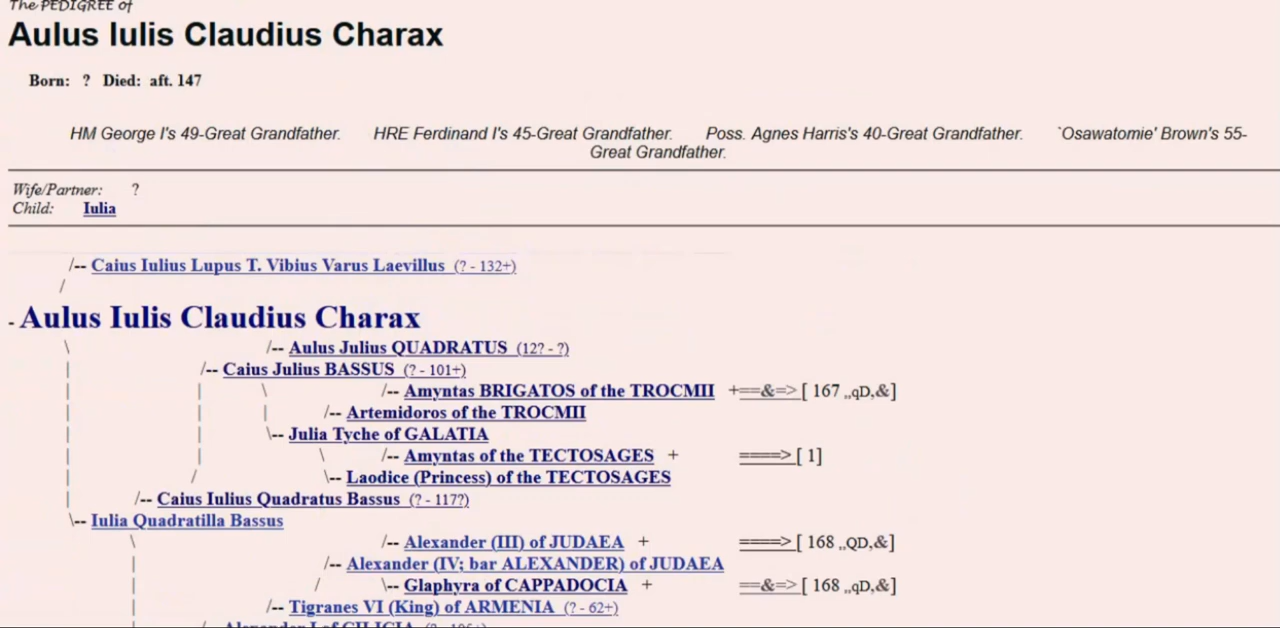 The PEDIGREE of
Aulus Iulis Claudius Charax
Born: ? Died: aft. 147
HM George I's 49-Great Grandfather. HRE Ferdinand I's 45-Great Grandfather. Poss. Agnes Harris's 40-Great Grandfather. `Osawatomie' Brown's 55-
Great Grandfather.
Wife/Partner: ?
Child: Iulia
/-- Caius Iulius Lupus T. Vibius Varus Laevillus (? - 132+)
/
- Aulus Iulis Claudius Charax
\ /-- Aulus Julius QUADRATUS (12? - ?)
| /-- Caius Julius BASSUS (? - 101+)
| | \ /-- Amyntas BRIGATOS of the TROCMII +==&=> [ 167 ,,qD,&]
| | | /-- Artemidoros of the TROCMII
| | \-- Julia Tyche of GALATIA
| | \ /-- Amyntas of the TECTOSAGES + ====> [ 1]
| / \-- Laodice (Princess) of the TECTOSAGES
| /-- Caius Iulius Quadratus Bassus (? - 117?)
\-- Iulia Quadratilla Bassus
\ /-- Alexander (III) of JUDAEA + ====> [ 168 ,,QD,&]
| /-- Alexander (IV; bar ALEXANDER) of JUDAEA
| / \-- Glaphyra of CAPPADOCIA + ==&=> [ 168 ,,qD,&]
| /-- Tigranes VI (King) of ARMENIA (? - 62+)
| /-- Alexander I of CILICIA (? - 106+)